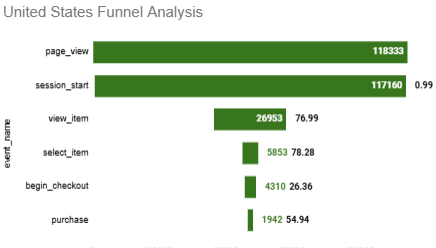 United States Funnel Analysis
page_view 118333
session_start 117160 0.99
view_item 26953 76.99
event_name
select_item 5853 78.28
begin_checkout 4310 26.36
purchase 1942 54.94